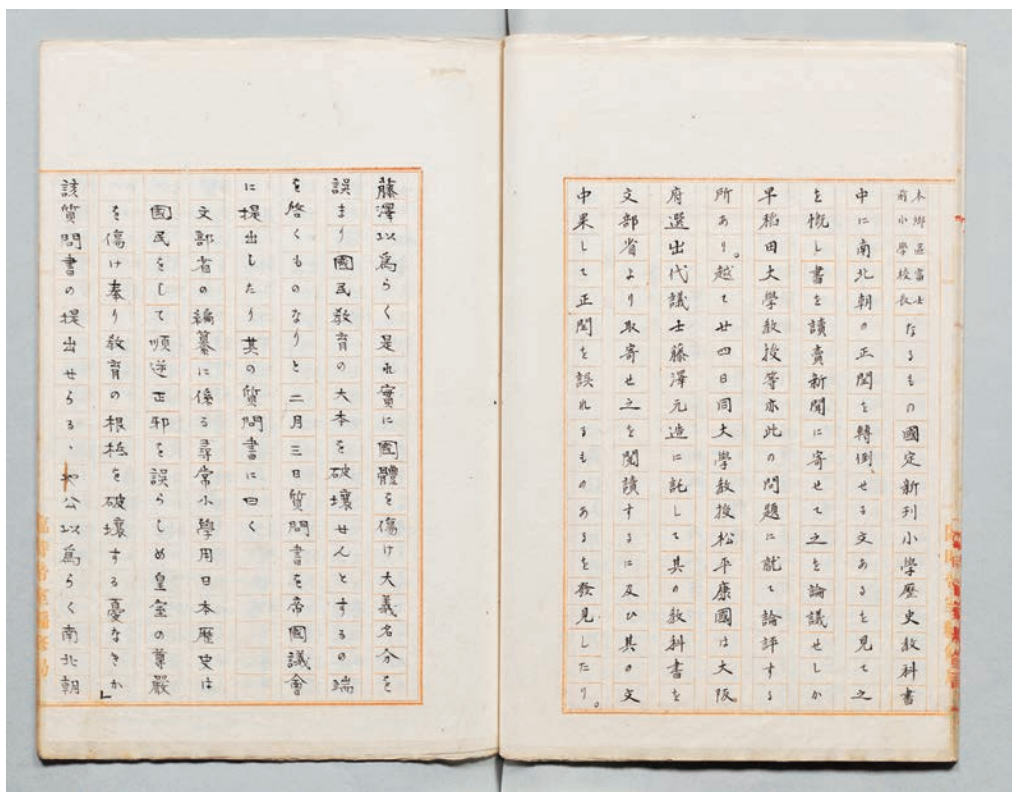 本郷區富士
前小學校長なるもの國定新刊小學歷史教科書
中に南北朝の正閏を轉倒せる文あるを見て之
を慨し書を讀賣新聞に寄せて之を論議せしか
早稲田大學教授等亦此の問題に就て論評する
所あり。越て廿四日同大學教授松平康國は大阪
府選出代議士藤澤元造に託して其の教科書を
文部省より取寄せ之を閲讀するに及ひ其の文
中果して正閏を誤れるものあるを發見したり。
藤澤以爲らく是れ實に國體を傷け大義名分を
誤まり國民教育の大本を破壞せんとするの端
を啓くものなりと二月三日質問書を帝國議會
に提出したり其の質問書に曰く
文部省の編纂に係る尋常小學用日本歷史は
國民をして順逆正邪を誤らしめ皇室の尊嚴
を傷け奉り教育の根柢を破壞する憂なきか」
該質問書の提出せらるゝや公以爲らく南北朝